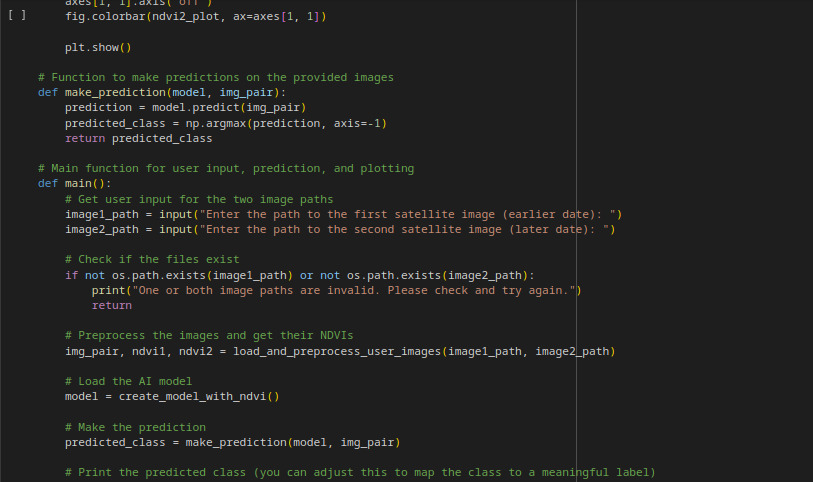 axes[1, 1].axis('off')
[ ]
fig.colorbar(ndvi2_plot, ax=axes[1, 1])
plt.show()
# Function to make predictions on the provided images
def make_prediction(model, img_pair):
prediction = model.predict(img_pair)
predicted_class = np.argmax(prediction, axis=-1)
return predicted_class
# Main function for user input, prediction, and plotting
def main():
# Get user input for the two image paths
image1_path = input("Enter the path to the first satellite image (earlier date): ")
image2_path = input("Enter the path to the second satellite image (later date): ")
# Check if the files exist
if not os.path.exists(image1_path) or not os.path.exists(image2_path):
print("One or both image paths are invalid. Please check and try again.")
return
# Preprocess the images and get their NDVIs
img_pair, ndvi1, ndvi2 = load_and_preprocess_user_images(image1_path, image2_path)
# Load the AI model
model = create_model_with_ndvi()
# Make the prediction
predicted_class = make_prediction(model, img_pair)
# Print the predicted class (you can adjust this to map the class to a meaningful label)